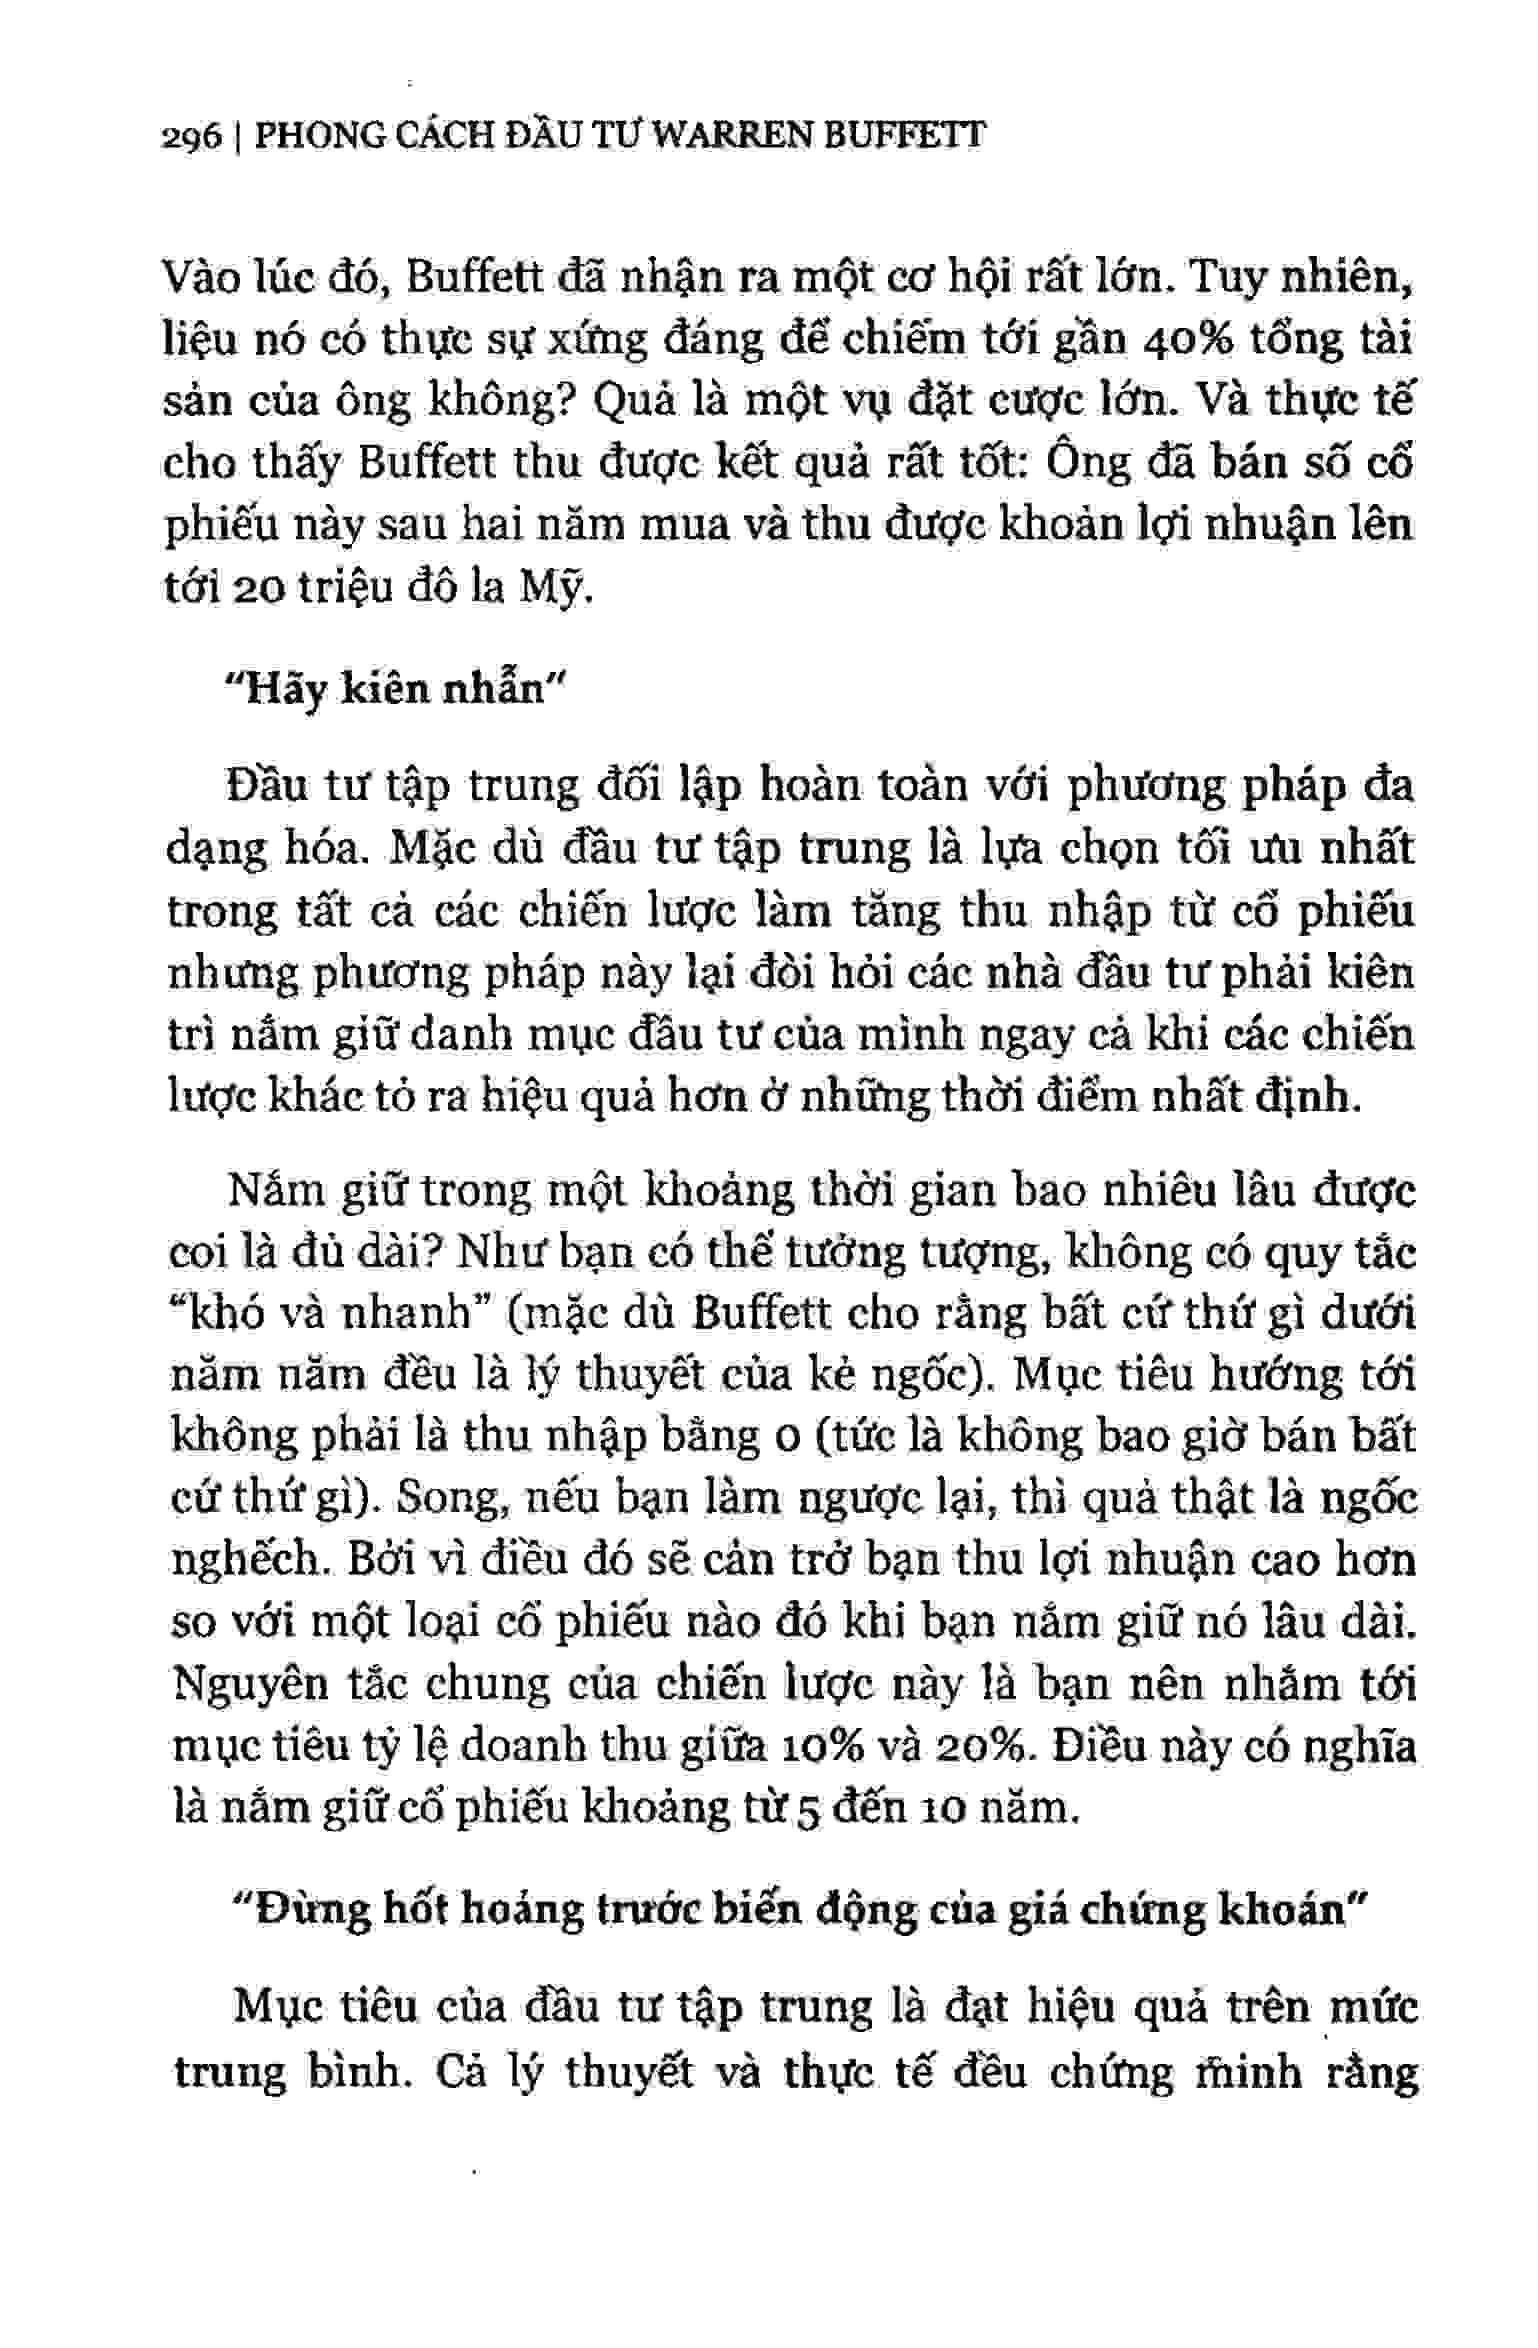 296 | PHONG CÁCH ĐẦU TƯ WARREN BUFFETT
Vào lúc đó, Buffett đã nhận ra một cơ hội rất lớn. Tuy nhiên,
liệu nó có thực sự xứng đáng để chiếm tới gần 40% tổng tài
sản của ông không? Quả là một vụ đặt cược lớn. Và thực tế
cho thấy Buffett thu được kết quả rất tốt: Ông đã bán số cổ
phiếu này sau hai năm mua và thu được khoản lợi nhuận lên
tới 20 triệu đô la Mỹ.
“Hãy kiên nhẫn”
Đầu tư tập trung đối lập hoàn toàn với phương pháp đa
dạng hóa. Mặc dù đầu tư tập trung là lựa chọn tối ưu nhất
trong tất cả các chiến lược làm tăng thu nhập từ cổ phiếu
nhưng phương pháp này lại đòi hỏi các nhà đầu tư phải kiên
trì nắm giữ danh mục đầu tư của mình ngay cả khi các chiến
lược khác tỏ ra hiệu quả hơn ở những thời điểm nhất định.
Nắm giữ trong một khoảng thời gian bao nhiêu lâu được
coi là đủ dài? Như bạn có thể tưởng tượng, không có quy tắc
“khó và nhanh” (mặc dù Buffett cho rằng bất cứ thứ gì dưới
năm năm đều là lý thuyết của kẻ ngốc). Mục tiêu hướng tới
không phải là thu nhập bằng 0 (tức là không bao giờ bán bất
cứ thứ gì). Song, nếu bạn làm ngược lại, thì quả thật là ngốc
nghếch. Bởi vì điều đó sẽ cản trở bạn thu lợi nhuận cao hơn
so với một loại cổ phiếu nào đó khi bạn nắm giữ nó lâu dài.
Nguyên tắc chung của chiến lược này là bạn nên nhắm tới
mục tiêu tỷ lệ doanh thu giữa 10% và 20%. Điều này có nghĩa
là nắm giữ cổ phiếu khoảng từ 5 đến 10 năm.
“Đừng hốt hoảng trước biến động của giá chứng khoán”
Mục tiêu của đầu tư tập trung là đạt hiệu quả trên mức
trung bình. Cả lý thuyết và thực tế đều chứng minh rằng